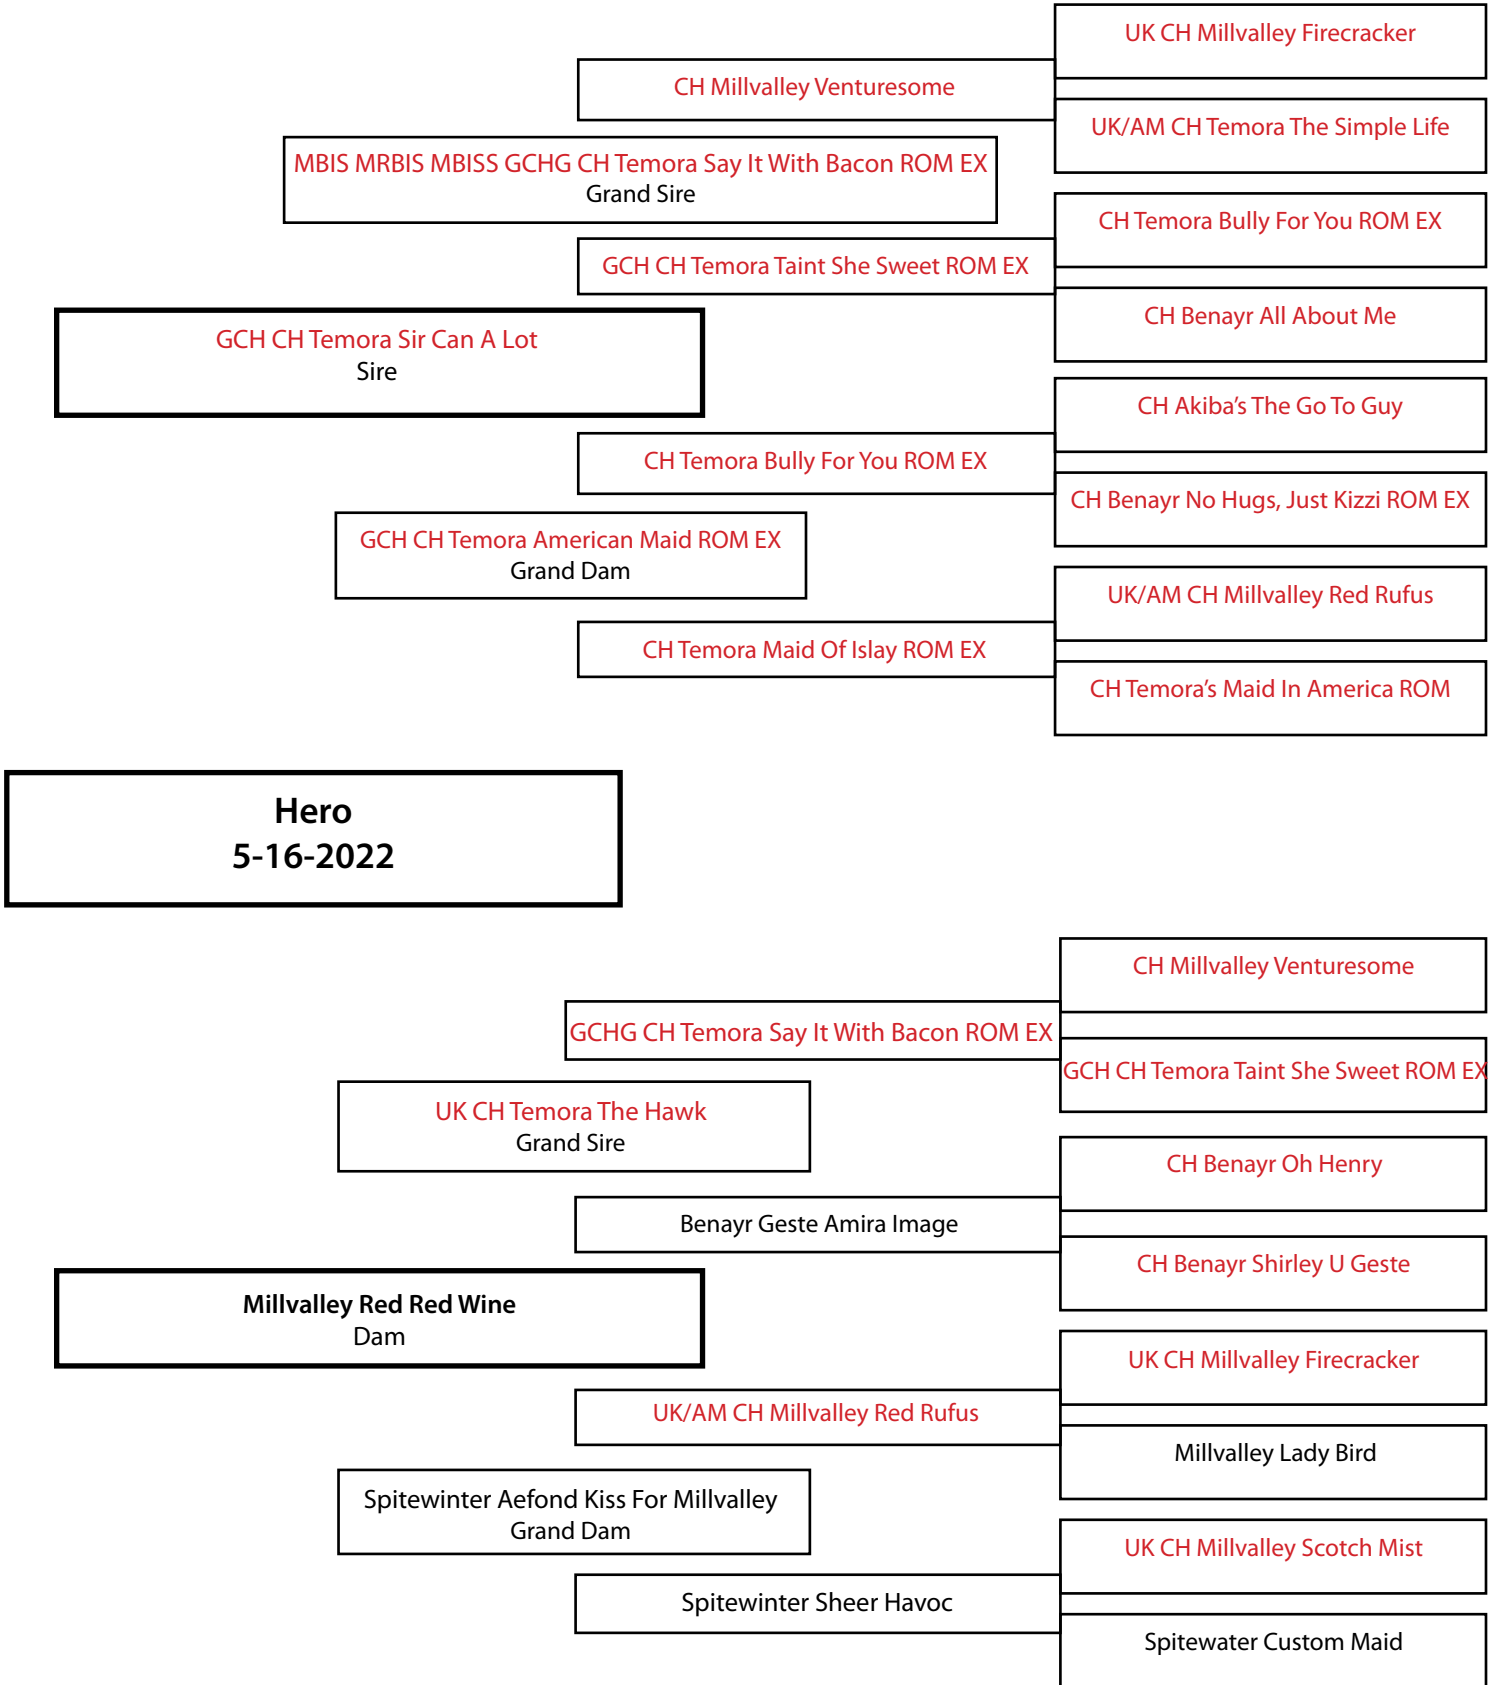 UK CH Millvalley Firecracker
CH Millvalley Venturesome
UK/AM CH Temora The Simple Life
MBIS MRBIS MBISS GCHG CH Temora Say It With Bacon ROM EX
Grand Sire
CH Temora Bully For You ROM EX
GCH CH Temora Taint She Sweet ROM EX
CH Benayr All About Me
GCH CH Temora Sir Can A Lot
Sire
CH Akiba's The Go To Guy
CH Temora Bully For You ROM EX
CH Benayr No Hugs, Just Kizzi ROM EX
GCH CH Temora American Maid ROM EX
Grand Dam
UK/AM CH Millvalley Red Rufus
CH Temora Maid Of Islay ROM EX
CH Temora's Maid In America ROM
Hero
5-16-2022
CH Millvalley Venturesome
GCHG CH Temora Say It With Bacon ROM EX
GCH CH Temora Taint She Sweet ROM EX
UK CH Temora The Hawk
Grand Sire
CH Benayr Oh Henry
Benayr Geste Amira Image
CH Benayr Shirley U Geste
Millvalley Red Red Wine
Dam
UK CH Millvalley Firecracker
UK/AM CH Millvalley Red Rufus
Millvalley Lady Bird
Spitewinter Aefond Kiss For Millvalley
Grand Dam
UK CH Millvalley Scotch Mist
Spitewinter Sheer Havoc
Spitewater Custom Maid